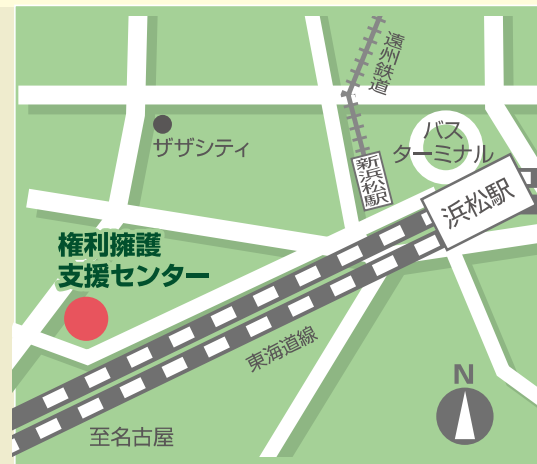 遠州鉄道
バス
ターミナル
ザザシティ
新浜松駅
浜松駅
権利擁護
支援センター
東海道線
N
至名古屋